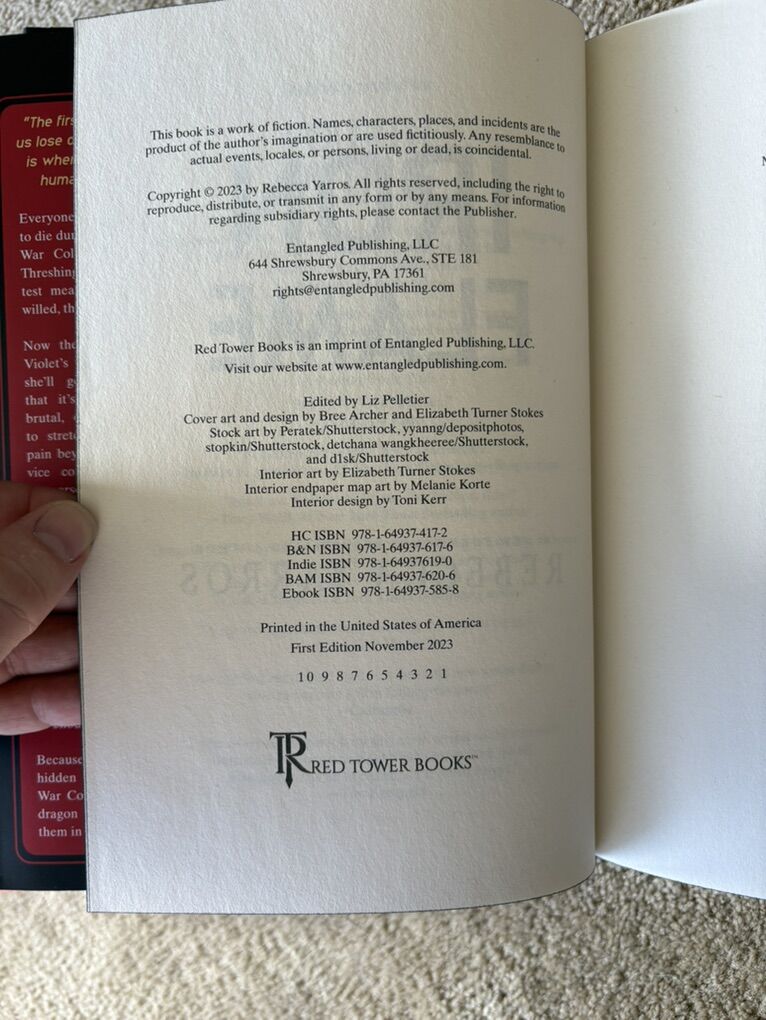 "The firs
us lose
is whe
huma
Everyone
to die du
War Col
Threshin
test mea
willed, th
Now the
Violet's
she'll g
that it's
brutal,
to stret
pain bey
vice co
Because
hidden
War Co
dragon
them in
This book is a work of fiction. Names, characters, places, and incidents are the
product of the author's imagination or are used fictitiously. Any resemblance to
actual events, locales, or persons, living or dead, is coincidental.
Copyright © 2023 by Rebecca Yarros. All rights reserved, including the right to
reproduce, distribute, or transmit in any form or by any means. For information
regarding subsidiary rights, please contact the Publisher.
Entangled Publishing, LLC
644 Shrewsbury Commons Ave., STE 181
Shrewsbury, PA 17361
rights@entangledpublishing.com
Red Tower Books is an imprint of Entangled Publishing, LLC.
Visit our website at www.entangledpublishing.com.
Edited by Liz Pelletier
Cover art and design by Bree Archer and Elizabeth Turner Stokes
Stock art by Peratek/Shutterstock, yyanng/depositphotos,
stopkin/Shutterstock, detchana wangkheeree/Shutterstock,
and d1sk/Shutterstock
Interior art by Elizabeth Turner Stokes
Interior endpaper map art by Melanie Korte
Interior design by Toni Kerr
HC ISBN 978-1-64937-417-2
B&N ISBN 978-1-64937-617-6
Indie ISBN 978-1-64937619-0
BAM ISBN 978-1-64937-620-6
Ebook ISBN 978-1-64937-585-8
Printed in the United States of America
First Edition November 2023
10 9 8 7 6 5 4 3 2 1
TR RED TOWER BOOKS™